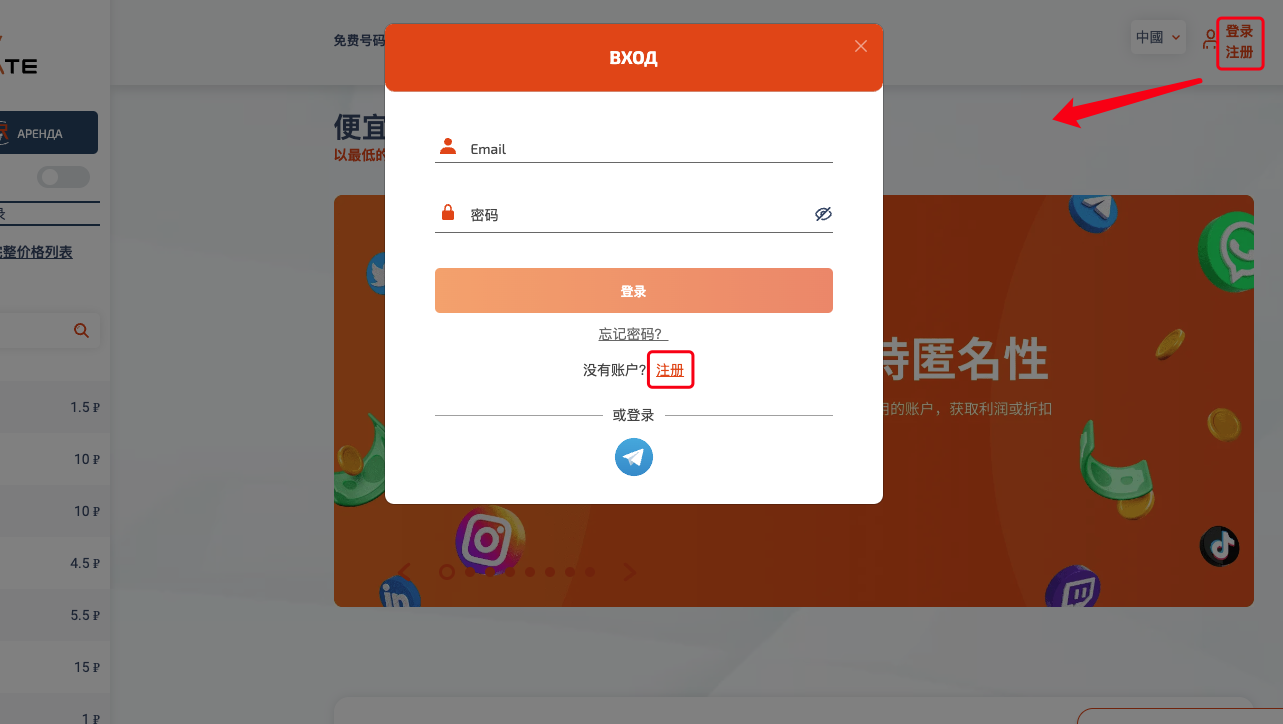 免费号码
ВХОД
中國
登录
注册
ATE
АРЕНДА
便宜
以最低的
Email
密码
录
完整价格列表
登录
忘记密码？
没有账户? 注册
持匿名性
用的账户，获取利润或折扣
或登录
1.5 ₽
10 ₽
10 ₽
4.5 ₽
5.5 ₽
15 ₽
1 ₽